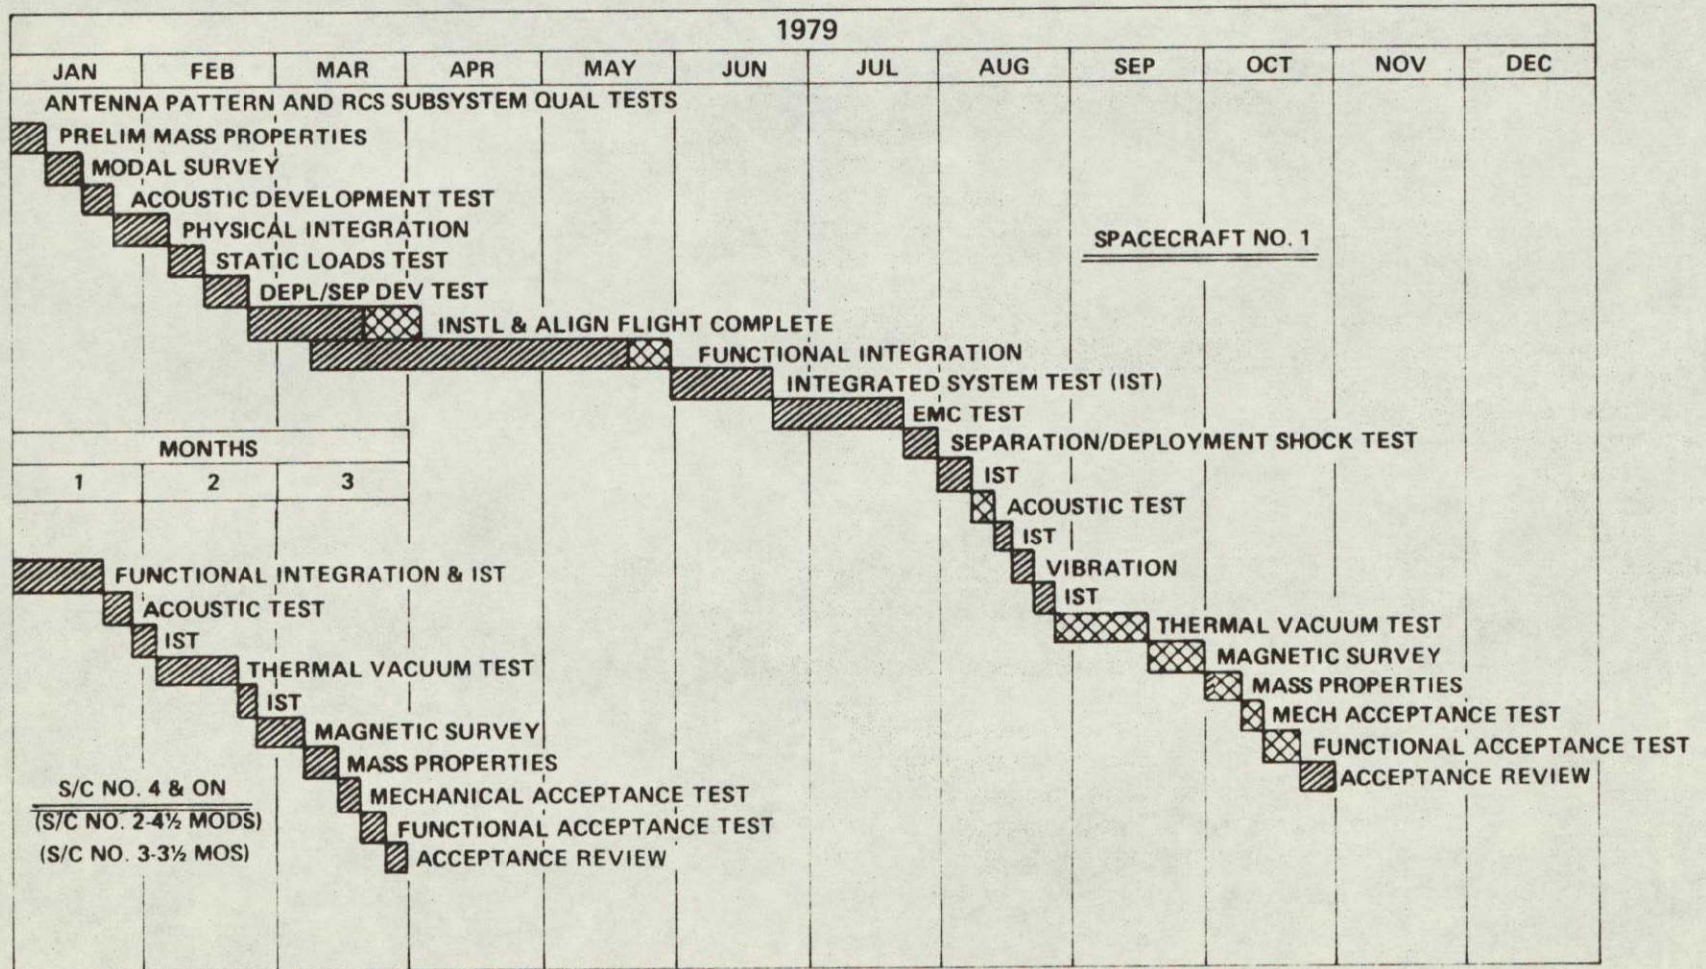 1979
JAN FEB MAR APR MAY JUN JUL AUG SEP OCT NOV DEC
ANTENNA PATTERN AND RCS SUBSYSTEM QUAL TESTS
PRELIM MASS PROPERTIES
MODAL SURVEY
ACOUSTIC DEVELOPMENT TEST
PHYSICAL INTEGRATION
SPACECRAFT NO. 1
STATIC LOADS TEST
DEPL/SEP DEV TEST
INSTL & ALIGN FLIGHT COMPLETE
FUNCTIONAL INTEGRATION
INTEGRATED SYSTEM TEST (IST)
EMC TEST
SEPARATION/DEPLOYMENT SHOCK TEST
IST
ACOUSTIC TEST
IST
VIBRATION
IST
THERMAL VACUUM TEST
MAGNETIC SURVEY
MASS PROPERTIES
MECH ACCEPTANCE TEST
FUNCTIONAL ACCEPTANCE TEST
ACCEPTANCE REVIEW
MONTHS
1 2 3
FUNCTIONAL INTEGRATION & IST
ACOUSTIC TEST
IST
THERMAL VACUUM TEST
IST
MAGNETIC SURVEY
MASS PROPERTIES
MECHANICAL ACCEPTANCE TEST
FUNCTIONAL ACCEPTANCE TEST
ACCEPTANCE REVIEW
S/C NO. 4 & ON
(S/C NO. 2-4½ MODS)
(S/C NO. 3-3½ MOS)